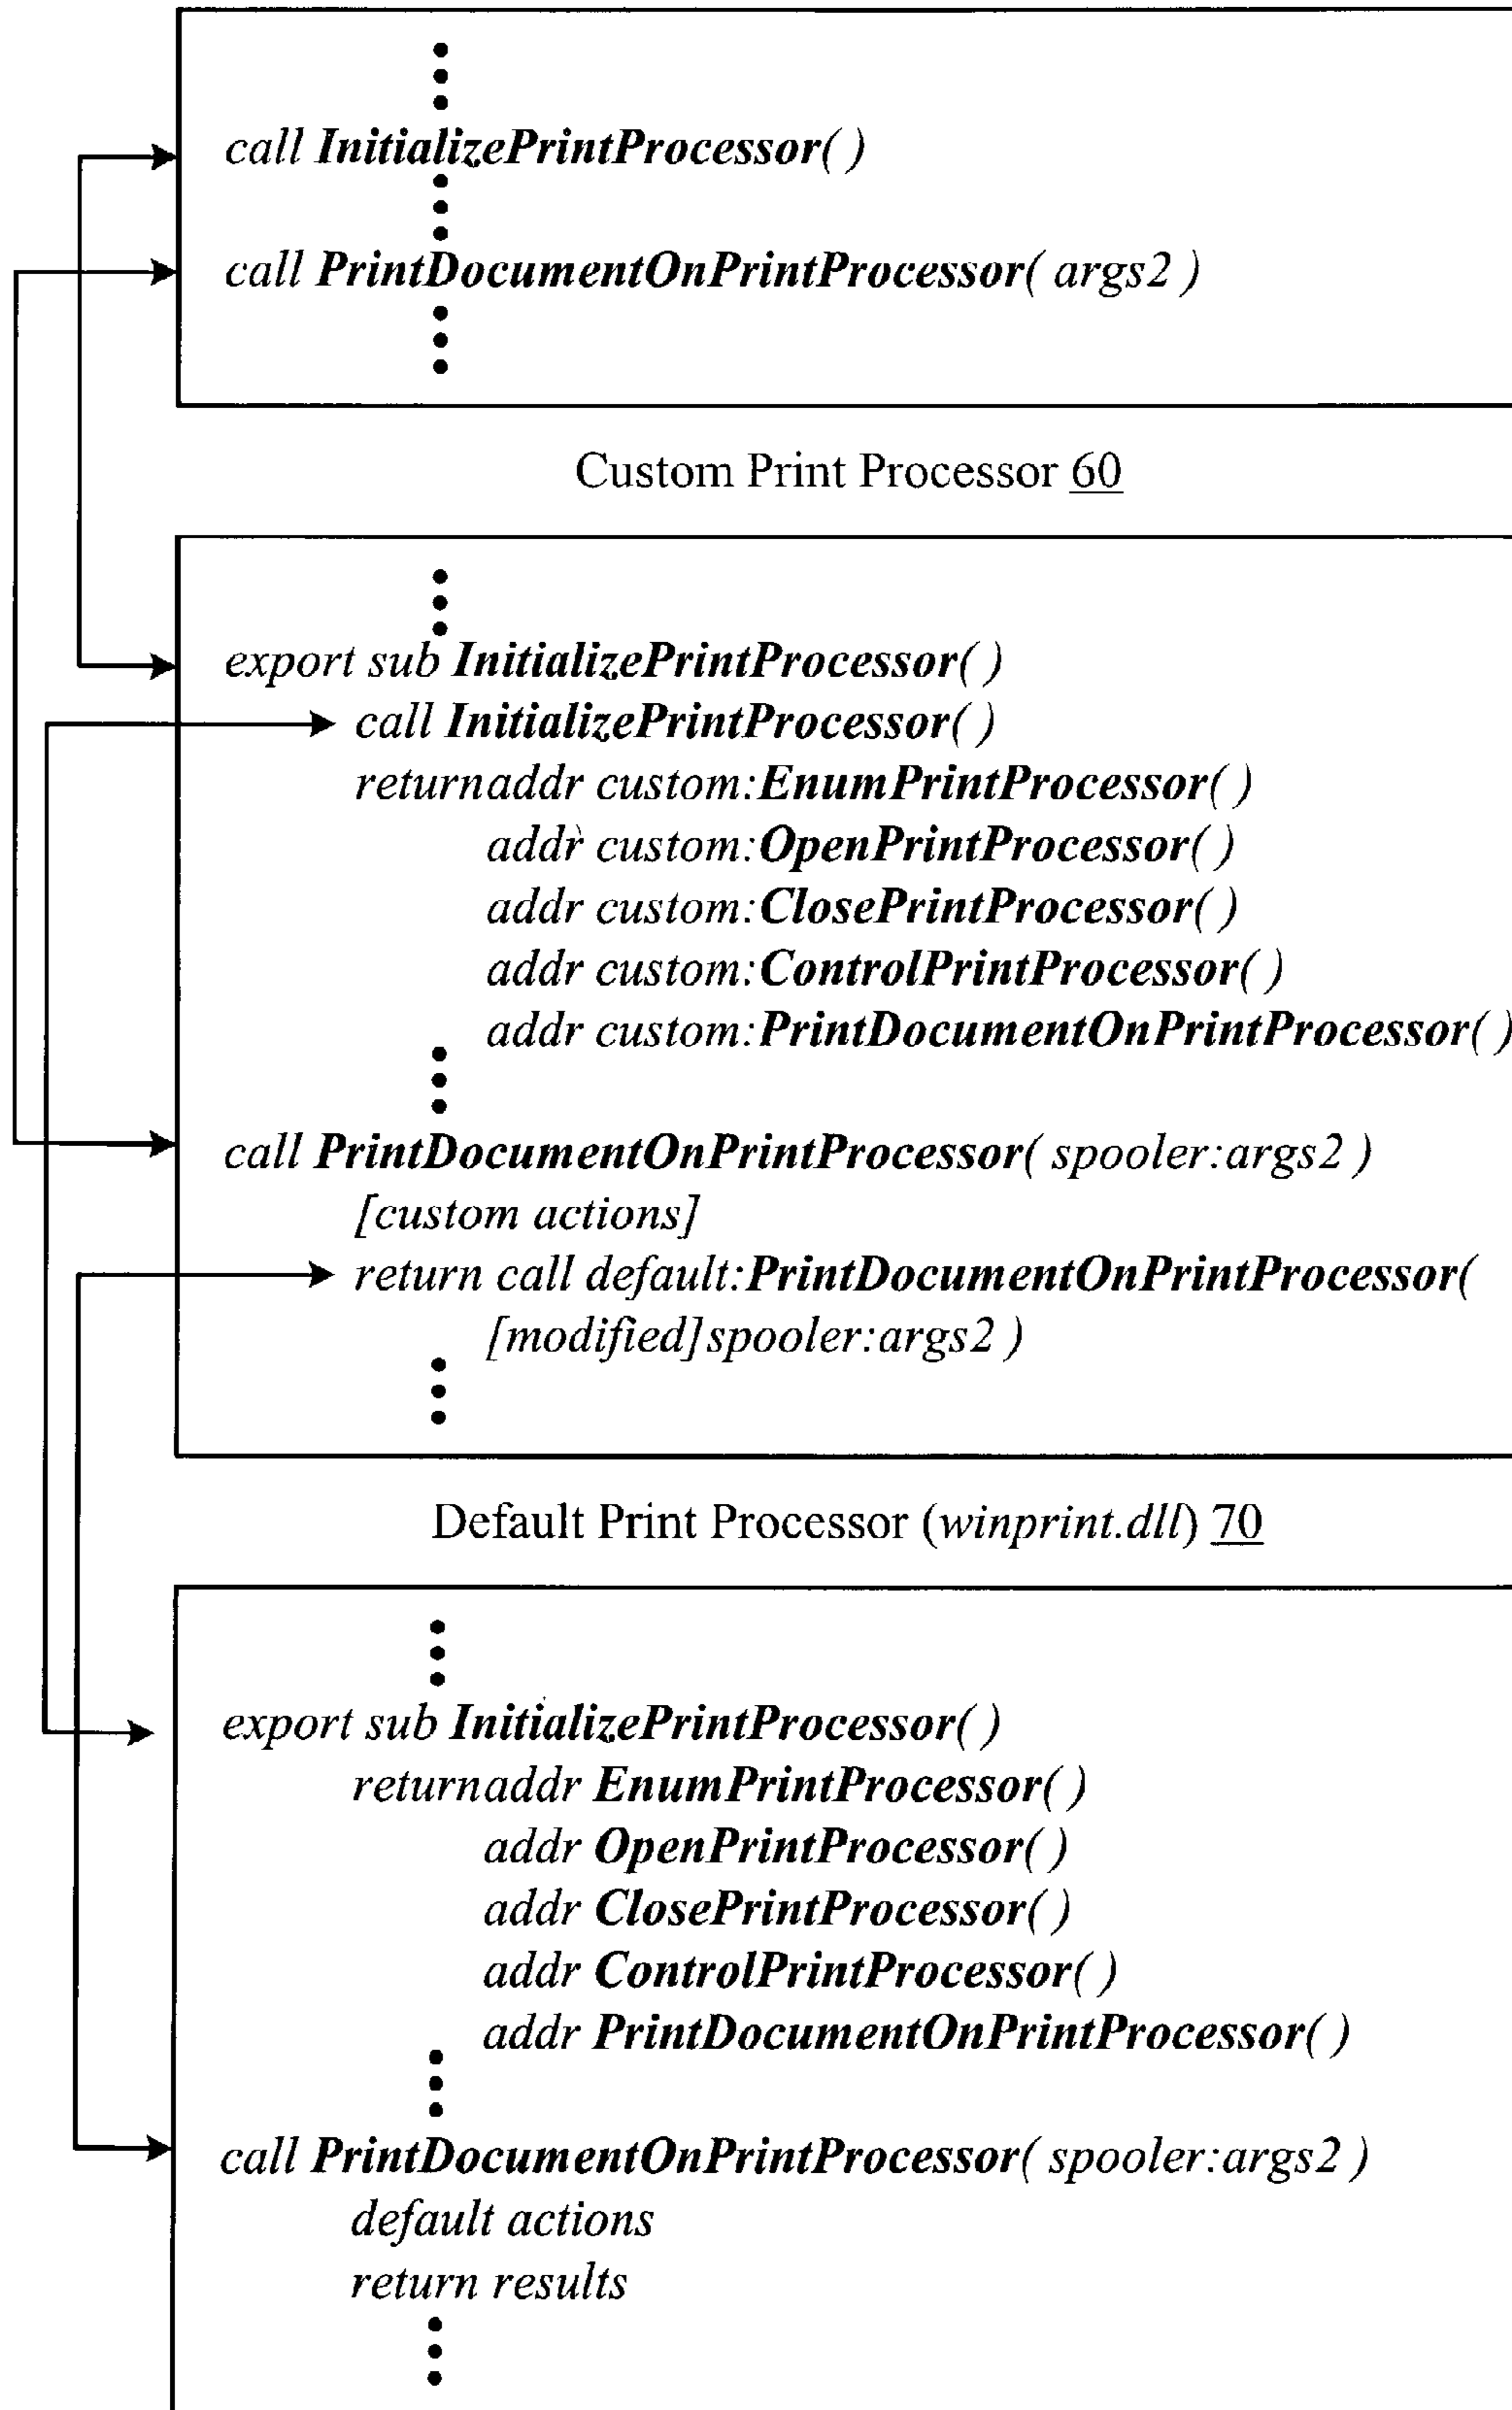 call InitializePrintProcessor( )
call PrintDocumentOnPrintProcessor( args2 )
Custom Print Processor 60
export sub InitializePrintProcessor( )
call InitializePrintProcessor( )
returnaddr custom:EnumPrintProcessor( )
addr custom:OpenPrintProcessor( )
addr custom:ClosePrintProcessor( )
addr custom:ControlPrintProcessor( )
addr custom:PrintDocumentOnPrintProcessor( )
call PrintDocumentOnPrintProcessor( spooler:args2 )
[custom actions]
return call default:PrintDocumentOnPrintProcessor(
[modified]spooler:args2 )
Default Print Processor (winprint.dll) 70
export sub InitializePrintProcessor( )
returnaddr EnumPrintProcessor( )
addr OpenPrintProcessor( )
addr ClosePrintProcessor( )
addr ControlPrintProcessor( )
addr PrintDocumentOnPrintProcessor( )
call PrintDocumentOnPrintProcessor( spooler:args2 )
default actions
return results